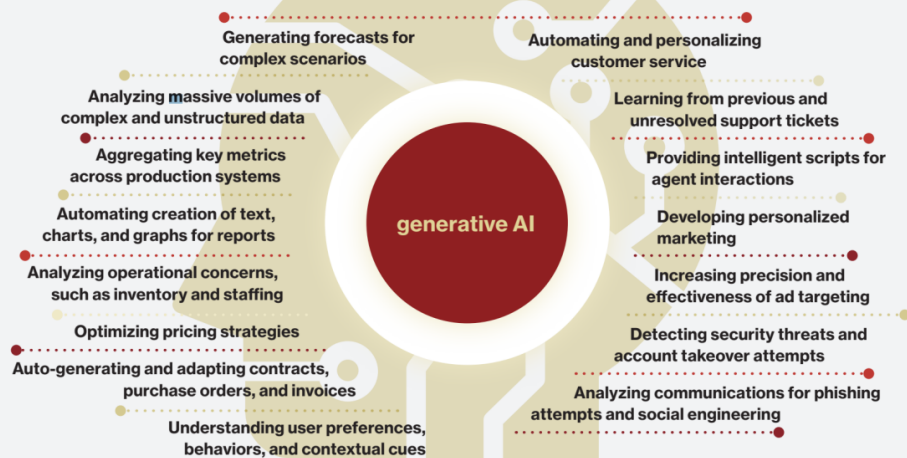 Generating forecasts for
complex scenarios
Analyzing massive volumes of
complex and unstructured data
Aggregating key metrics
across production systems
Automating creation of text,
charts, and graphs for reports
Analyzing operational concerns,
such as inventory and staffing
Optimizing pricing strategies
Auto-generating and adapting contracts,
purchase orders, and invoices
Understanding user preferences,
behaviors, and contextual cues
generative AI
Automating and personalizing
customer service
Learning from previous and
unresolved support tickets
Providing intelligent scripts for
agent interactions
Developing personalized
marketing
Increasing precision and
effectiveness of ad targeting
Detecting security threats and
account takeover attempts
Analyzing communications for phishing
attempts and social engineering